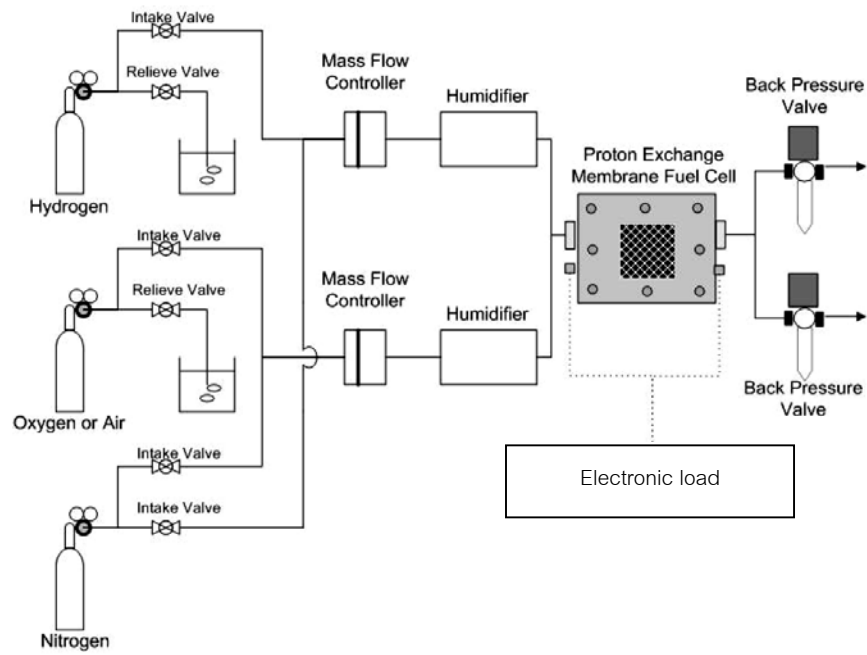 Intake Valve
Relieve Valve
Hydrogen
Mass Flow
Controller
Humidifier
Back Pressure
Valve
Proton Exchange
Membrane Fuel Cell
Intake Valve
Relieve Valve
Oxygen or Air
Mass Flow
Controller
Humidifier
Back Pressure
Valve
Intake Valve
Intake Valve
Nitrogen
Electronic load